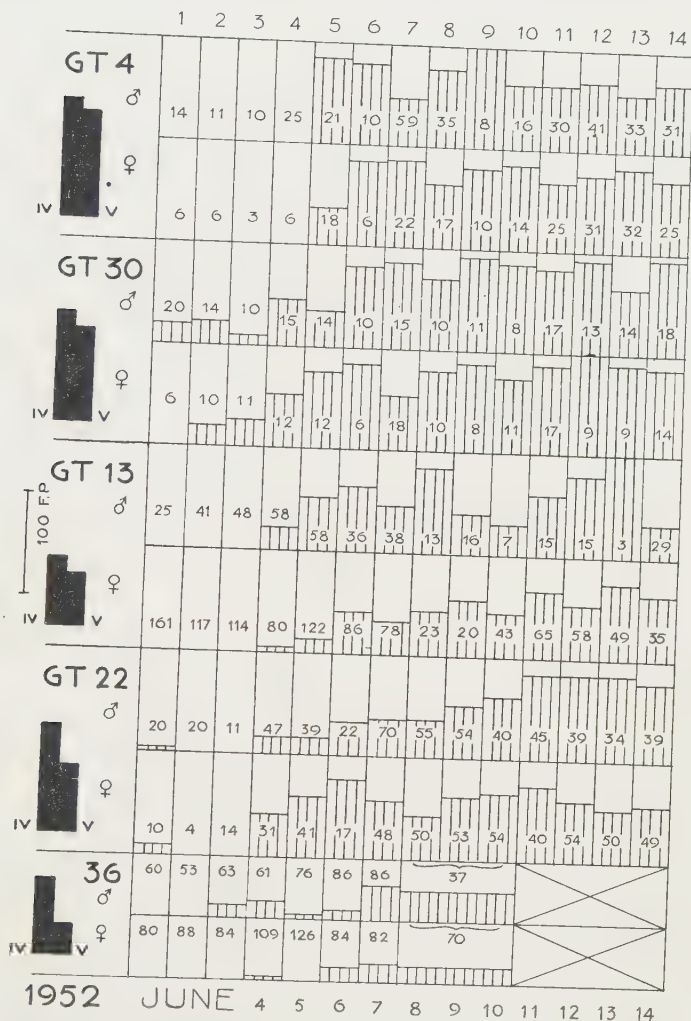 1 2 3 4 5 6 7 8 9 10 11 12 13 14
GT 4
♂ 14 11 10 25 21 10 59 35 8 16 30 41 33 31
♀ 6 6 3 6 18 6 22 17 10 14 25 31 32 25
IV V
GT 30
♂ 20 14 10 15 14 10 15 10 11 8 17 13 14 18
♀ 6 10 11 12 12 6 18 10 8 11 17 9 9 14
IV V
GT 13
100 F.P
♂ 25 41 48 58 58 36 38 13 16 7 15 15 3 29
♀ 161 117 114 80 122 86 78 23 20 43 65 58 49 35
IV V
GT 22
♂ 20 20 11 47 39 22 70 55 54 40 45 39 34 39
♀ 10 4 14 31 41 17 48 50 53 54 40 54 50 49
IV V
36
♂ 60 53 63 61 76 86 86 37
♀ 80 88 84 109 126 84 82 70
IV V
1952 JUNE 4 5 6 7 8 9 10 11 12 13 14